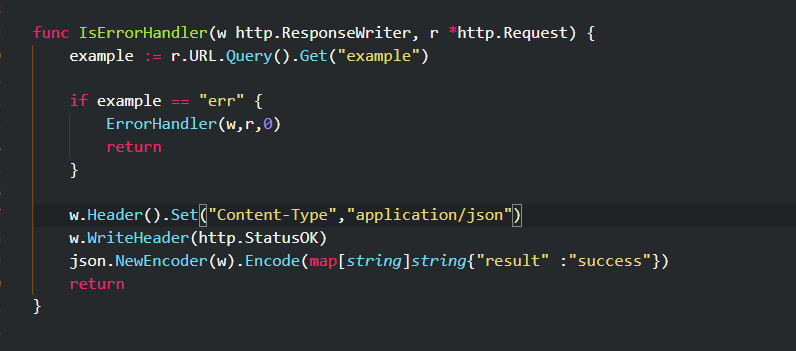 func IsErrorHandler(w http.ResponseWriter, r *http.Request) {
    example := r.URL.Query().Get("example")
    if example == "err" {
        ErrorHandler(w,r,0)
        return
    }
    w.Header().Set("Content-Type","application/json")
    w.WriteHeader(http.StatusOK)
    json.NewEncoder(w).Encode(map[string]string{"result" :"success"})
    return
}